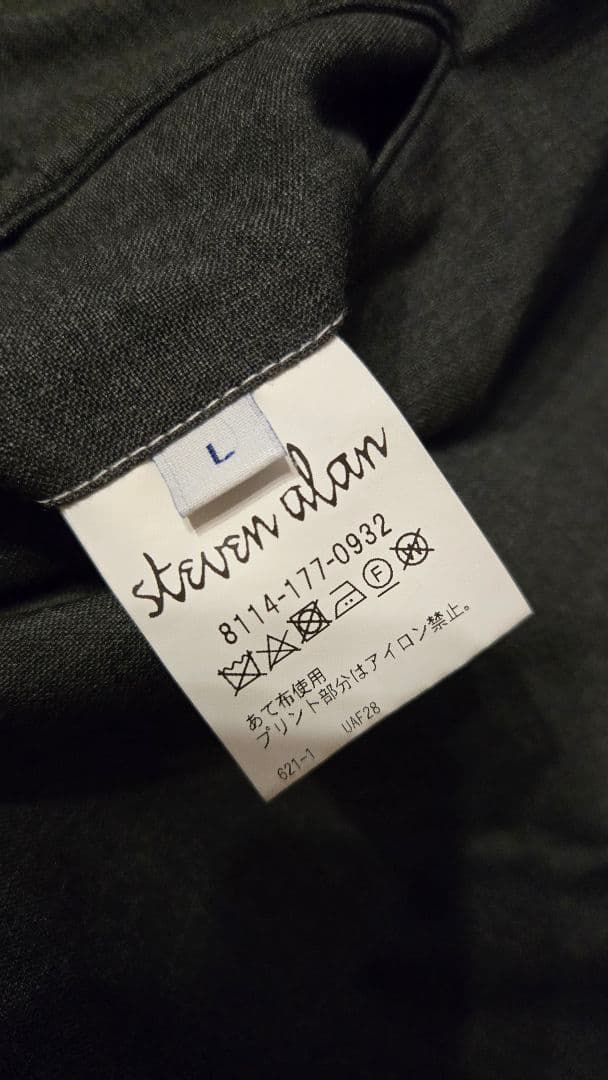 L
steven alan
8114-177-0932
あて布使用
プリント部分はアイロン禁止。
621-1 UAF28